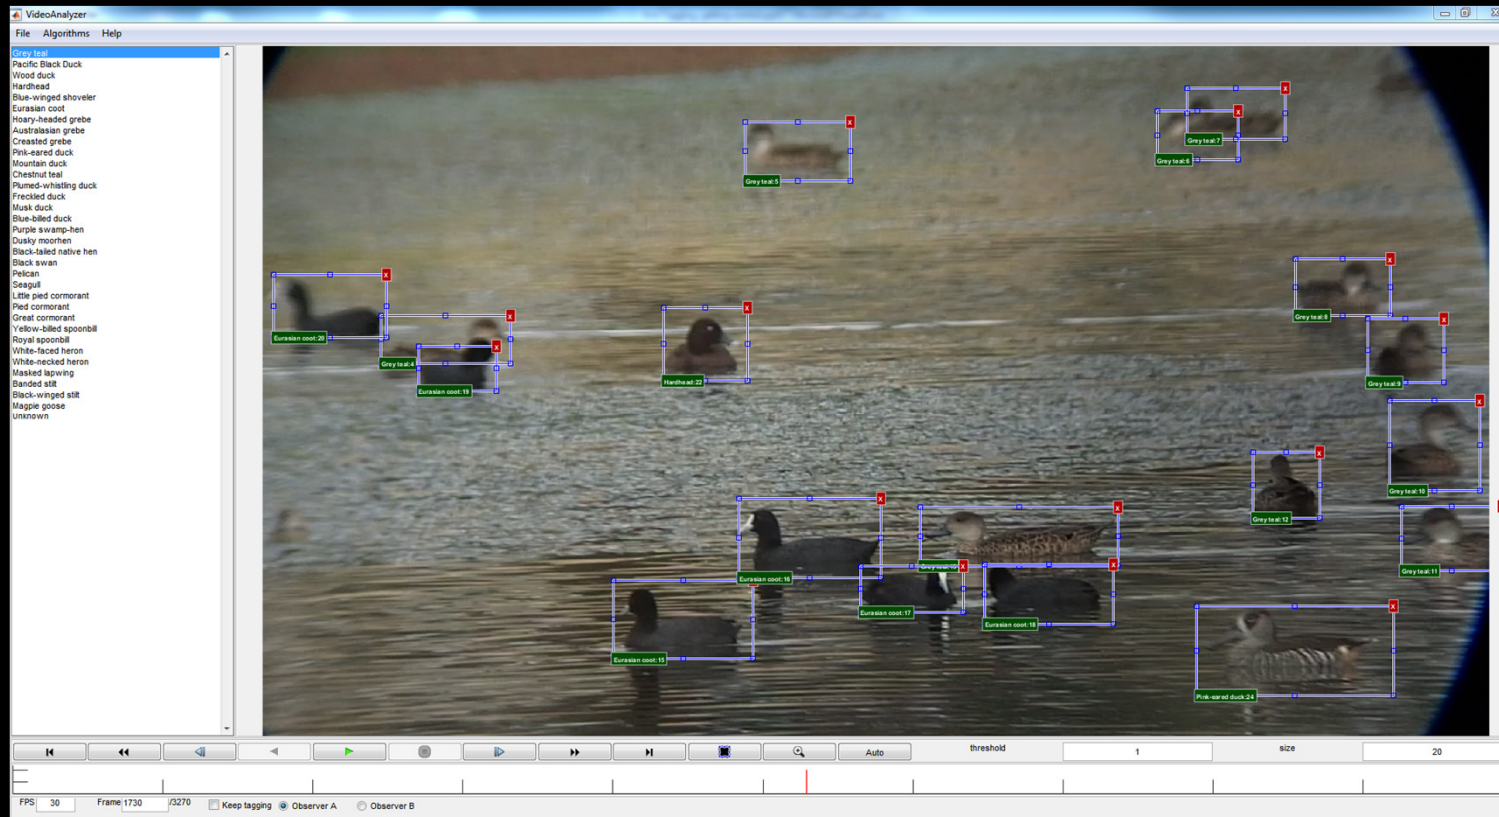 VideoAnalyzer
File Algorithms Help
Grey teal
Pacific Black Duck
Wood duck
Hardhead
Blue-winged shoveler
Eurasian coot
Hoary-headed grebe
Australasian grebe
Creasted grebe
Pink-eared duck
Mountain duck
Chestnut teal
Plumed-whistling duck
Freckled duck
Musk duck
Blue-billed duck
Purple swamp-hen
Dusky moorhen
Black-tailed native hen
Black swan
Pelican
Seagull
Little pied cormorant
Pied cormorant
Great cormorant
Yellow-billed spoonbill
Royal spoonbill
White-faced heron
White-necked heron
Masked lapwing
Banded stilt
Black-winged stilt
Magpie goose
Unknown
Grey teal:7
Grey teal:6
Grey teal:5
Grey teal:8
Eurasian coot:20
Grey teal:4
Hardhead:22
Grey teal:9
Eurasian coot:19
Grey teal:10
Grey teal:12
Grey teal:11
Eurasian coot:16
Eurasian coot:17
Eurasian coot:18
Eurasian coot:15
Pink-eared duck:24
Auto threshold 1 size 20
FPS 30 Frame 1730 /3270 Keep tagging Observer A Observer B